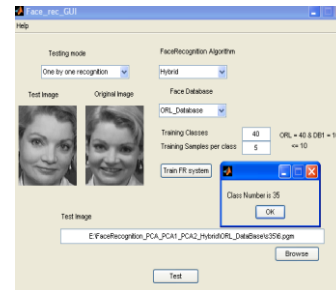 Face_rec_GUI
Help
Testing mode
FaceRecognition Algorithm
One by one recognition
Hybrid
Test Image
Original Image
Face Database
ORL_Database
Training Classes
40
ORL = 40 & DB1 = 1
Training Samples per class
5
<= 10
Train FR system
Class Number is 35
OK
Test Image
E:\FaceRecognition_PCA_PCA1_PCA2_Hybrid\ORL_DataBase\s35\6.pgm
Browse
Test